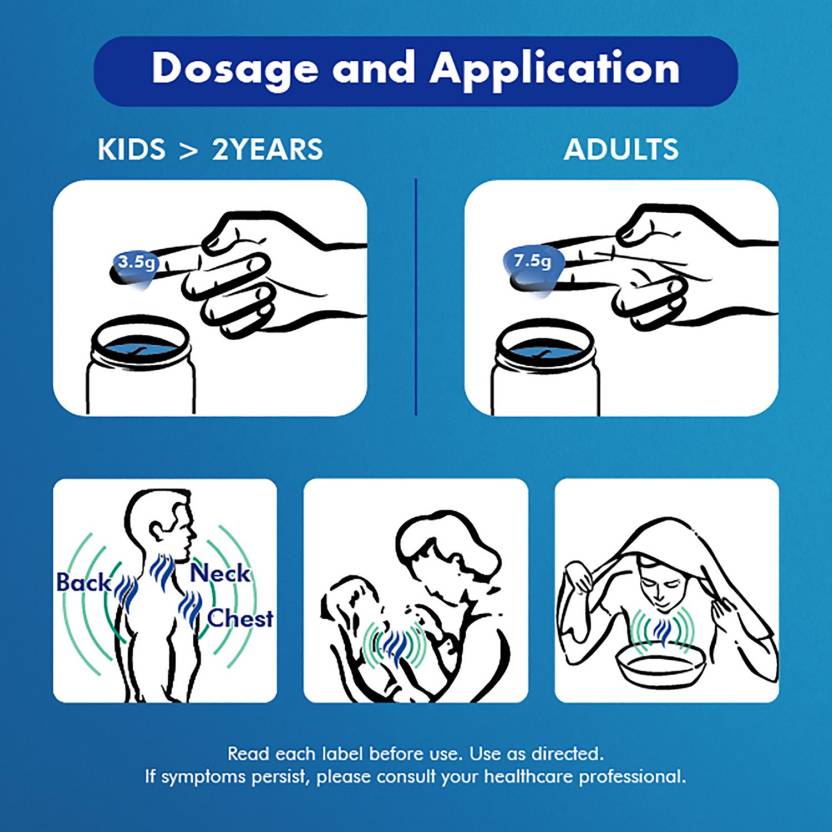 Dosage and Application
KIDS > 2YEARS
ADULTS
3.5g
7.5g
Back
Neck
Chest
Read each label before use. Use as directed.
If symptoms persist, please consult your healthcare professional.